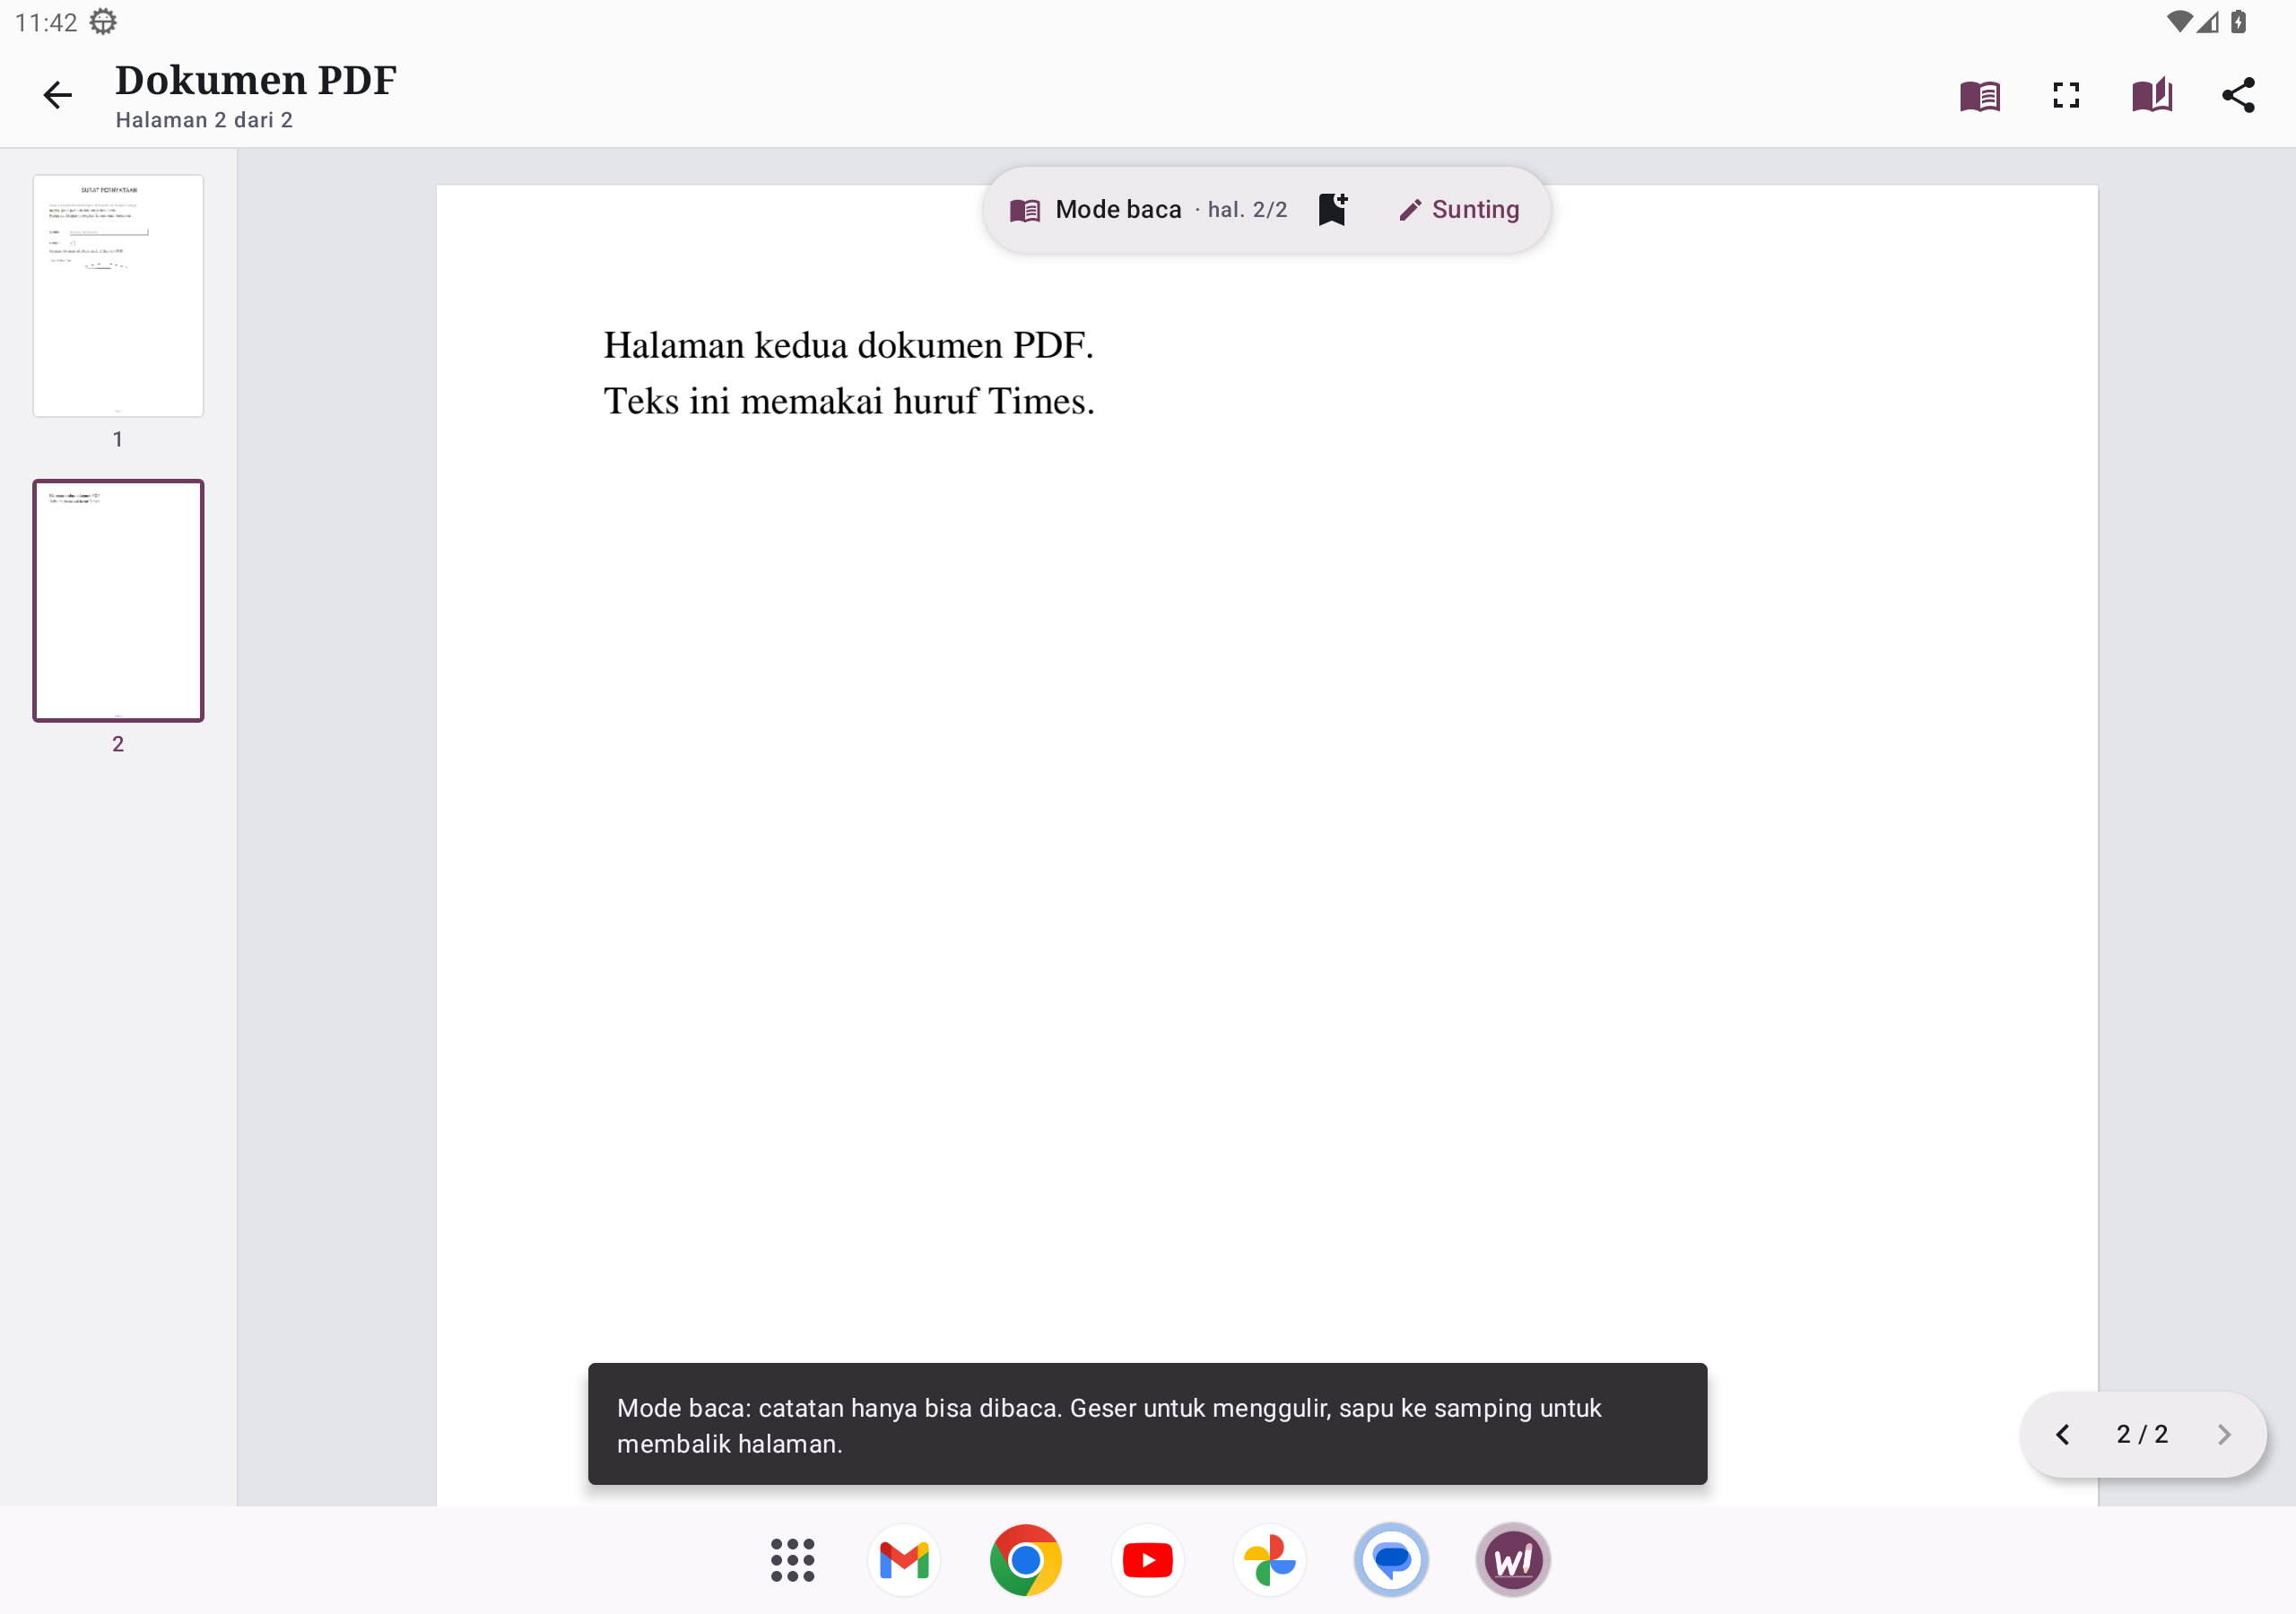 11:42
Dokumen PDF
Halaman 2 dari 2
SURAT PERNYATAAN
1
2
Mode baca · hal. 2/2
Sunting
Halaman kedua dokumen PDF.
Teks ini memakai huruf Times.
Mode baca: catatan hanya bisa dibaca. Geser untuk menggulir, sapu ke samping untuk
membalik halaman.
2 / 2